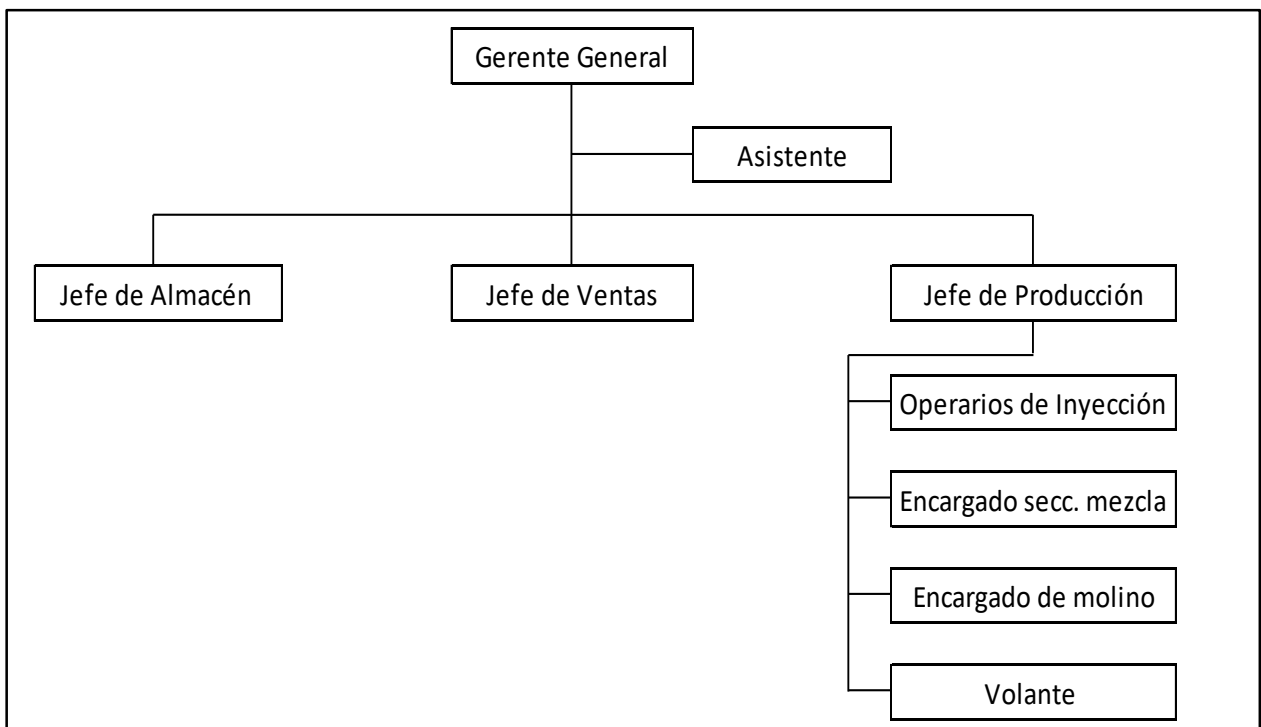 Gerente General
Asistente
Jefe de Almacén
Jefe de Ventas
Jefe de Producción
Operarios de Inyección
Encargado secc. mezcla
Encargado de molino
Volante